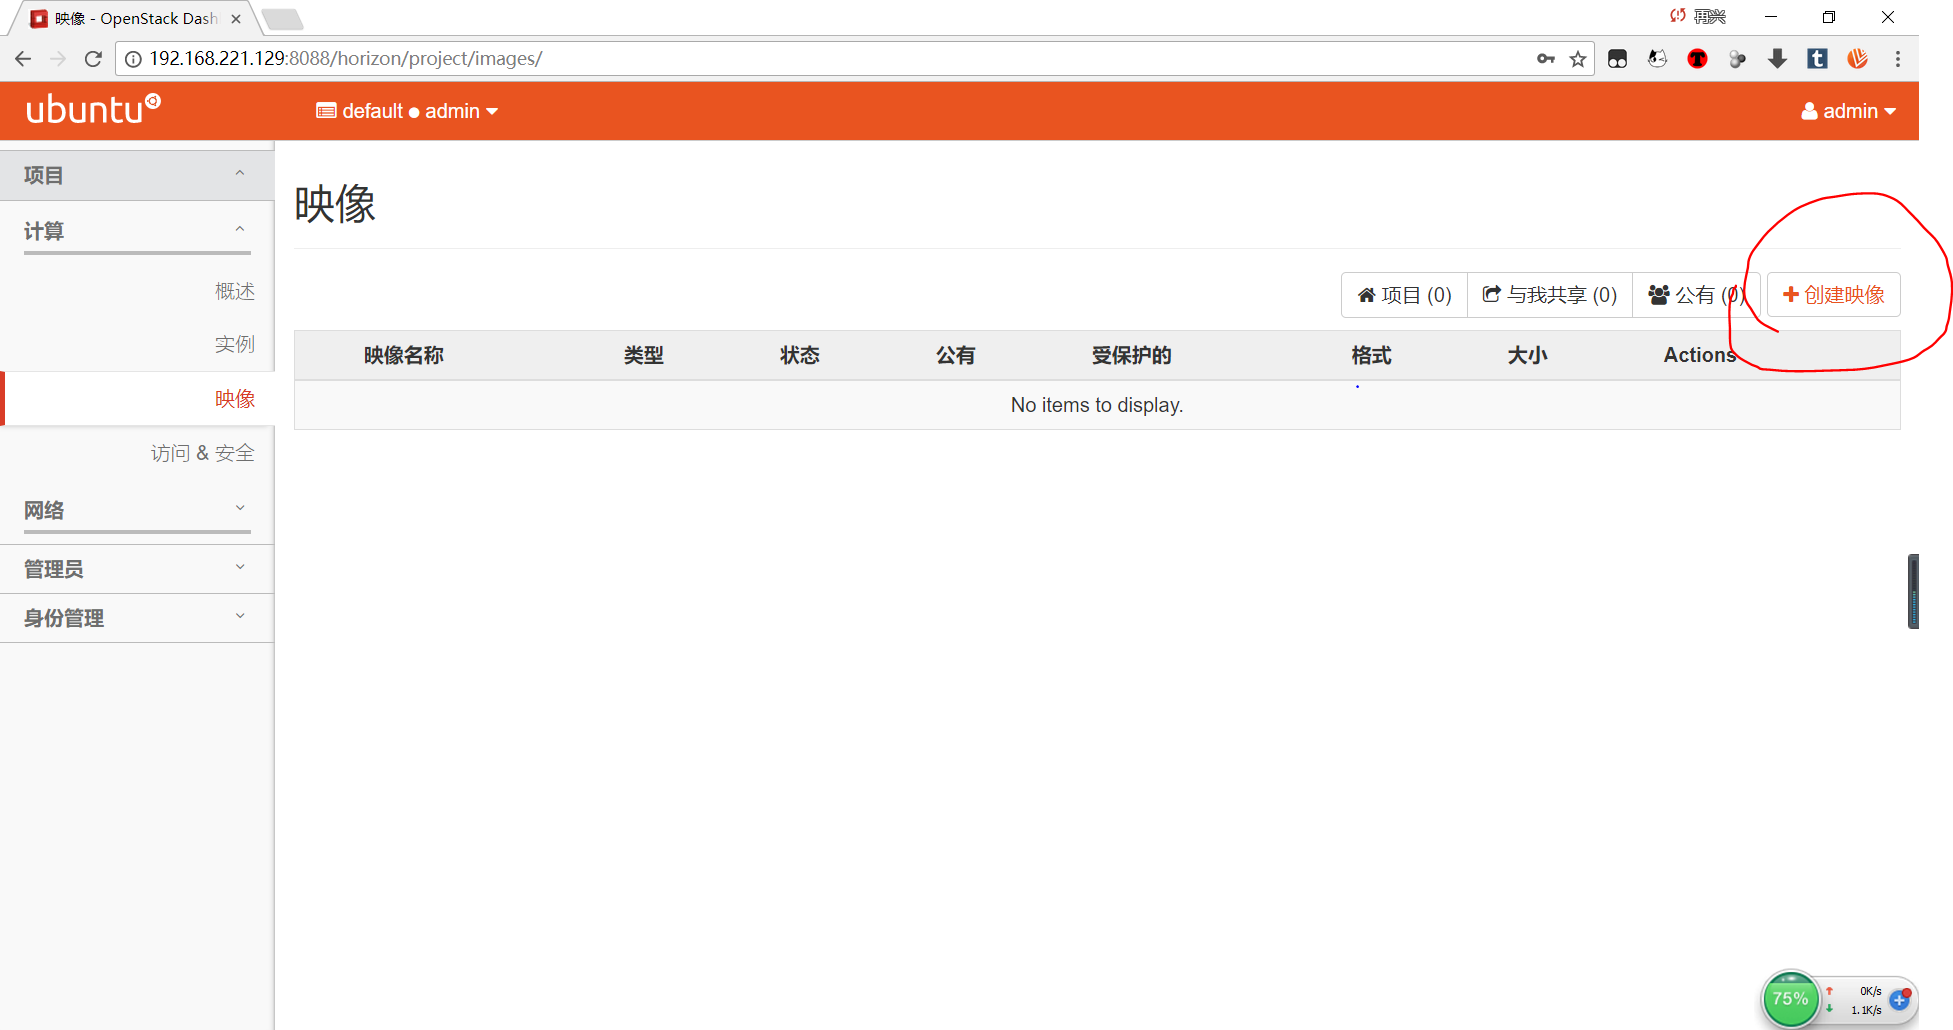 映像 - OpenStack Dash
再兴
192.168.221.129:8088/horizon/project/images/
ubuntu
default ● admin
admin
项目
计算
概述
实例
映像
访问 & 安全
网络
管理员
身份管理
映像
项目 (0)
与我共享 (0)
公有 (0)
创建映像
映像名称 类型 状态 公有 受保护的 格式 大小 Actions
No items to display.
75%
0K/s
1.1K/s